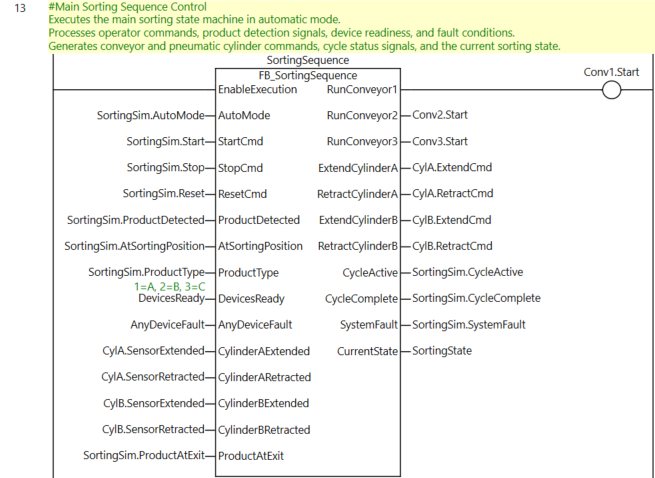 13
#Main Sorting Sequence Control
Executes the main sorting state machine in automatic mode.
Processes operator commands, product detection signals, device readiness, and fault conditions.
Generates conveyor and pneumatic cylinder commands, cycle status signals, and the current sorting state.
SortingSequence
FB_SortingSequence Conv1.Start
EnableExecution RunConveyor1
SortingSim.AutoMode AutoMode RunConveyor2 Conv2.Start
SortingSim.Start StartCmd RunConveyor3 Conv3.Start
SortingSim.Stop StopCmd ExtendCylinderA CylA.ExtendCmd
SortingSim.Reset ResetCmd RetractCylinderA CylA.RetractCmd
SortingSim.ProductDetected ProductDetected ExtendCylinderB CylB.ExtendCmd
SortingSim.AtSortingPosition AtSortingPosition RetractCylinderB CylB.RetractCmd
SortingSim.ProductType ProductType CycleActive SortingSim.CycleActive
1=A, 2=B, 3=C
DevicesReady DevicesReady CycleComplete SortingSim.CycleComplete
AnyDeviceFault AnyDeviceFault SystemFault SortingSim.SystemFault
CylA.SensorExtended CylinderAExtended CurrentState SortingState
CylA.SensorRetracted CylinderARetracted
CylB.SensorExtended CylinderBExtended
CylB.SensorRetracted CylinderBRetracted
SortingSim.ProductAtExit ProductAtExit